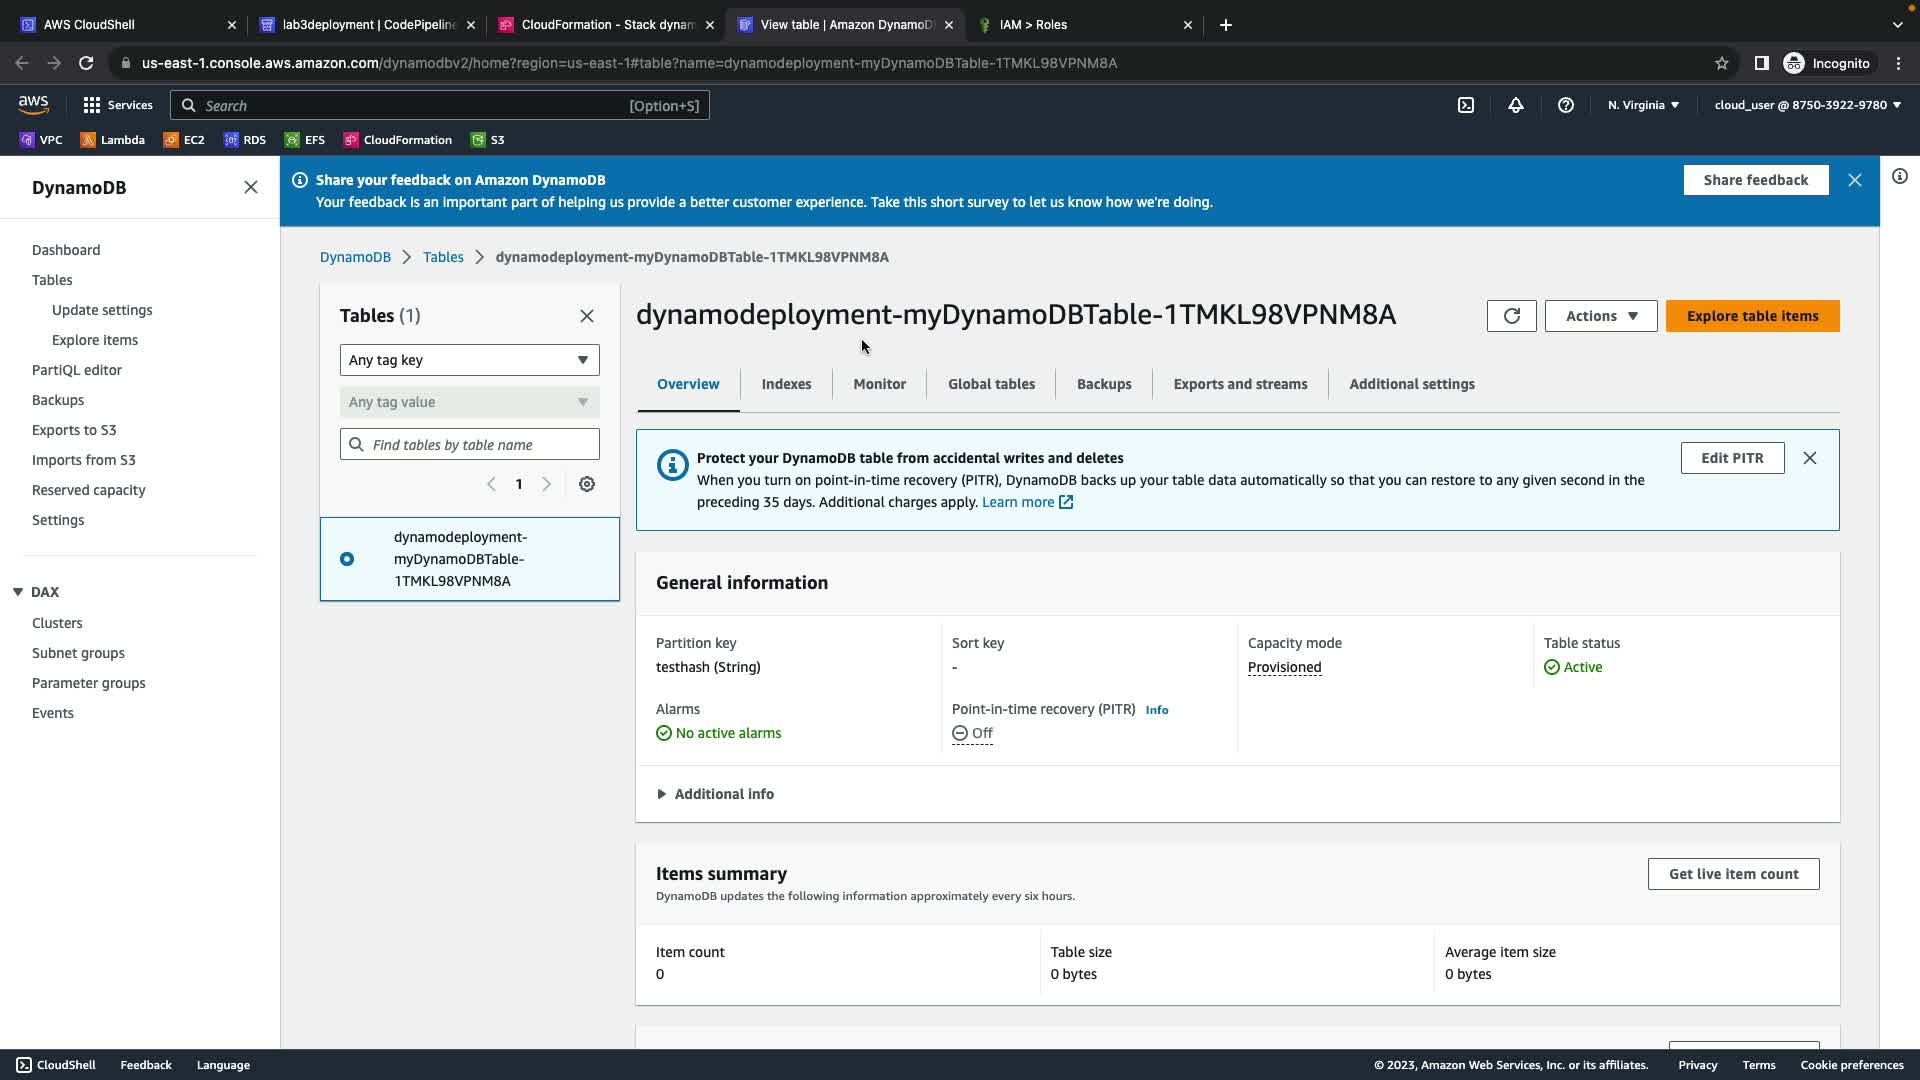 AWS CloudShell
lab3deployment | CodePipeline
CloudFormation - Stack dynam
View table | Amazon DynamoD
IAM > Roles
us-east-1.console.aws.amazon.com/dynamodbv2/home?region=us-east-1#table?name=dynamodeployment-myDynamoDBTable-1TMKL98VPNM8A
Incognito
aws
Services
Search
[Option+S]
N. Virginia
cloud_user @ 8750-3922-9780
VPC
Lambda
EC2
RDS
EFS
CloudFormation
S3
DynamoDB
Dashboard
Tables
Update settings
Explore items
PartiQL editor
Backups
Exports to S3
Imports from S3
Reserved capacity
Settings
DAX
Clusters
Subnet groups
Parameter groups
Events
Share your feedback on Amazon DynamoDB
Your feedback is an important part of helping us provide a better customer experience. Take this short survey to let us know how we're doing.
Share feedback
DynamoDB
Tables
dynamodeployment-myDynamoDBTable-1TMKL98VPNM8A
Tables (1)
Any tag key
Any tag value
Find tables by table name
1
dynamodeployment-
myDynamoDBTable-
1TMKL98VPNM8A
dynamodeployment-myDynamoDBTable-1TMKL98VPNM8A
Actions
Explore table items
Overview
Indexes
Monitor
Global tables
Backups
Exports and streams
Additional settings
Protect your DynamoDB table from accidental writes and deletes
When you turn on point-in-time recovery (PITR), DynamoDB backs up your table data automatically so that you can restore to any given second in the
preceding 35 days. Additional charges apply. Learn more
Edit PITR
General information
Partition key
testhash (String)
Sort key
-
Capacity mode
Provisioned
Table status
Active
Alarms
No active alarms
Point-in-time recovery (PITR) Info
Off
Additional info
Items summary
DynamoDB updates the following information approximately every six hours.
Get live item count
Item count
0
Table size
0 bytes
Average item size
0 bytes
CloudShell
Feedback
Language
© 2023, Amazon Web Services, Inc. or its affiliates.
Privacy
Terms
Cookie preferences